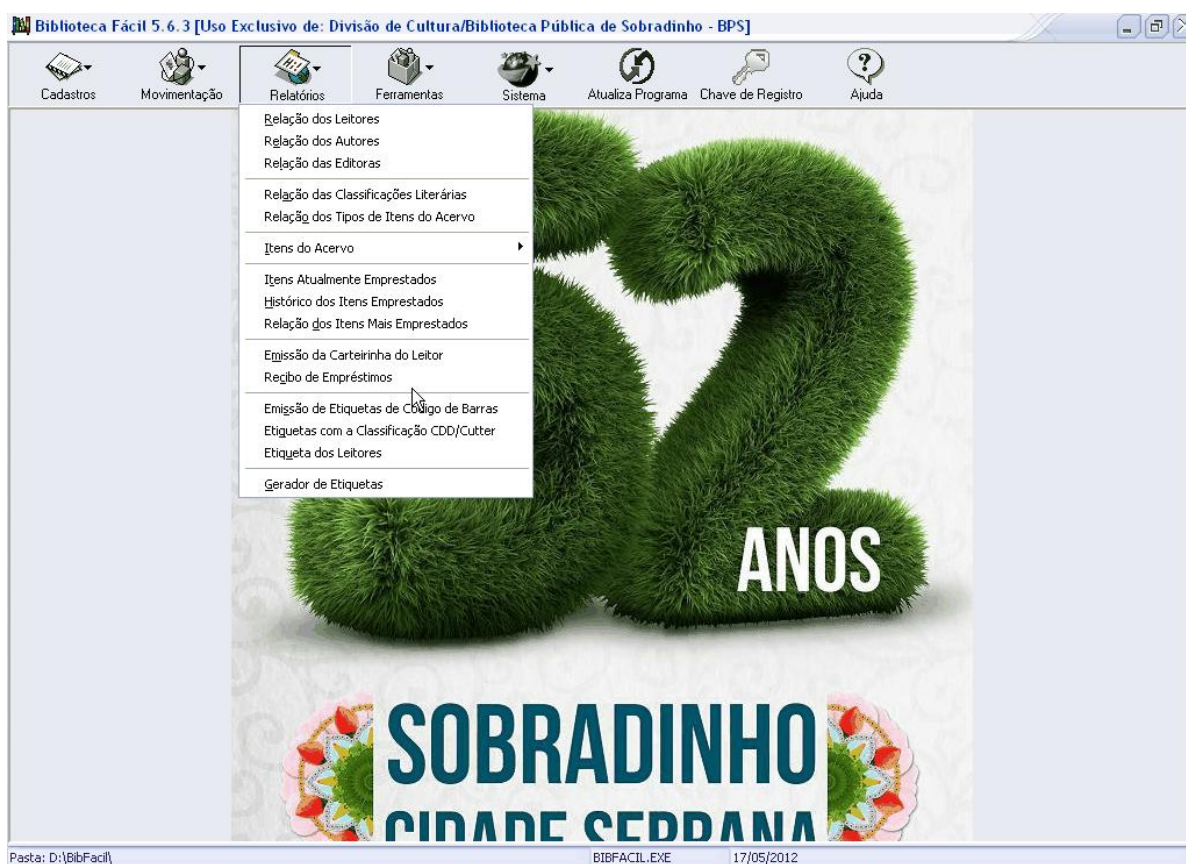 Biblioteca Fácil 5.6.3 [Uso Exclusivo de: Divisão de Cultura/Biblioteca Pública de Sobradinho - BPS]
Cadastros Movimentação Relatórios Ferramentas Sistema Atualiza Programa Chave de Registro Ajuda
Relação dos Leitores
Relação dos Autores
Relação das Editoras
Relação das Classificações Literárias
Relação dos Tipos de Itens do Acervo
Itens do Acervo
Itens Atualmente Emprestados
Histórico dos Itens Emprestados
Relação dos Itens Mais Emprestados
Emissão da Carteirinha do Leitor
Recibo de Empréstimos
Emissão de Etiquetas de Código de Barras
Etiquetas com a Classificação CDD/Cutter
Etiqueta dos Leitores
Gerador de Etiquetas
52
ANOS
SOBRADINHO
CIDADE SERRANA
Pasta: D:\BibFacil\ BIBFACIL.EXE 17/05/2012